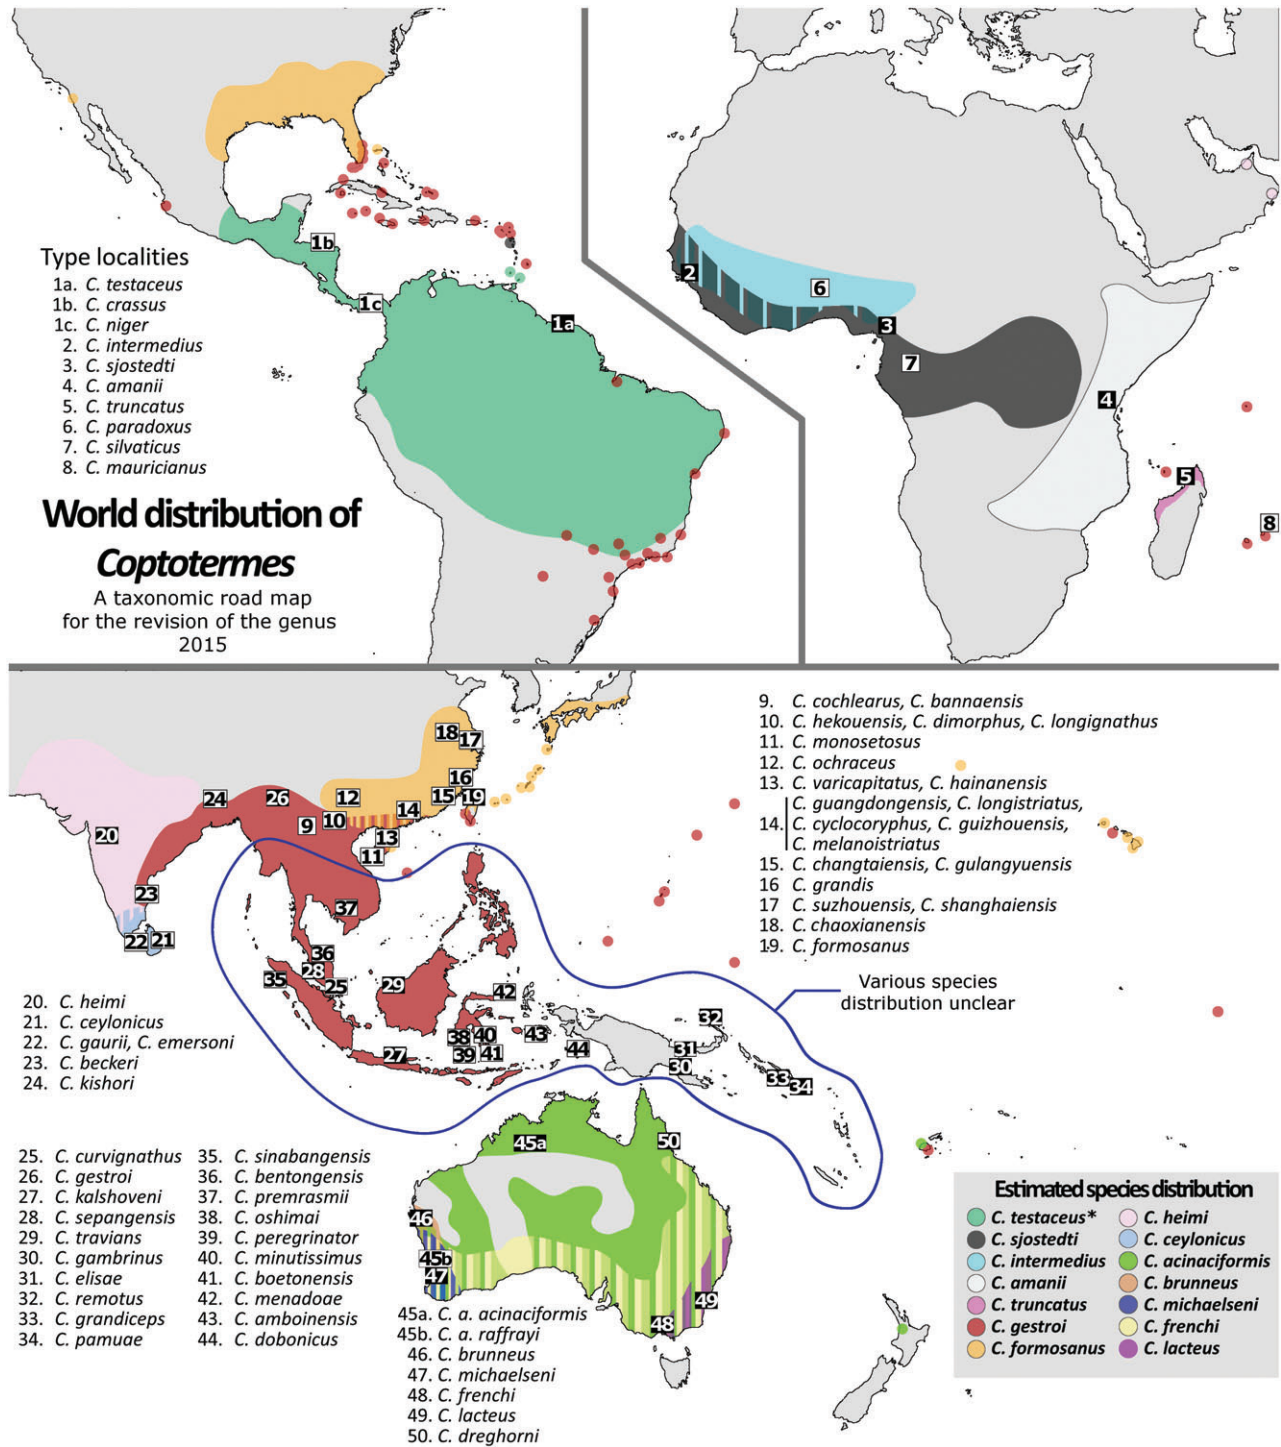 Type localities
1a. C. testaceus
1b. C. crassus
1c. C. niger
2. C. intermedius
3. C. sjostedti
4. C. amanii
5. C. truncatus
6. C. paradoxus
7. C. silvaticus
8. C. mauricianus
World distribution of
Coptotermes
A taxonomic road map
for the revision of the genus
2015
1b
1c
1a
2
6
3
7
4
5
8
9. C. cochlearus, C. bannaensis
10. C. hekouensis, C. dimorphus, C. longignathus
11. C. monosetosus
12. C. ochraceus
13. C. varicapitatus, C. hainanensis
C. guangdongensis, C. longistriatus,
14. C. cyclocoryphus, C. guizhouensis,
C. melanoistriatus
15. C. changtaiensis, C. gulangyuensis
16 C. grandis
17 C. suzhouensis, C. shanghaiensis
18. C. chaoxianensis
19. C. formosanus
Various species
distribution unclear
18
17
16
15
19
14
12
10
13
11
26
24
9
20
23
22
21
37
36
28
35
25
29
42
38
40
43
39
41
44
27
32
31
30
33
34
20. C. heimi
21. C. ceylonicus
22. C. gaurii, C. emersoni
23. C. beckeri
24. C. kishori
25. C. curvignathus
26. C. gestroi
27. C. kalshoveni
28. C. sepangensis
29. C. travians
30. C. gambrinus
31. C. elisae
32. C. remotus
33. C. grandiceps
34. C. pamuae
35. C. sinabangensis
36. C. bentongensis
37. C. premrasmii
38. C. oshimai
39. C. peregrinator
40. C. minutissimus
41. C. boetonensis
42. C. menadoae
43. C. amboinensis
44. C. dobonicus
45a
50
46
45b
47
49
48
45a. C. a. acinaciformis
45b. C. a. raffrayi
46. C. brunneus
47. C. michaelseni
48. C. frenchi
49. C. lacteus
50. C. dreghorni
Estimated species distribution
C. testaceus*
C. sjostedti
C. intermedius
C. amanii
C. truncatus
C. gestroi
C. formosanus
C. heimi
C. ceylonicus
C. acinaciformis
C. brunneus
C. michaelseni
C. frenchi
C. lacteus